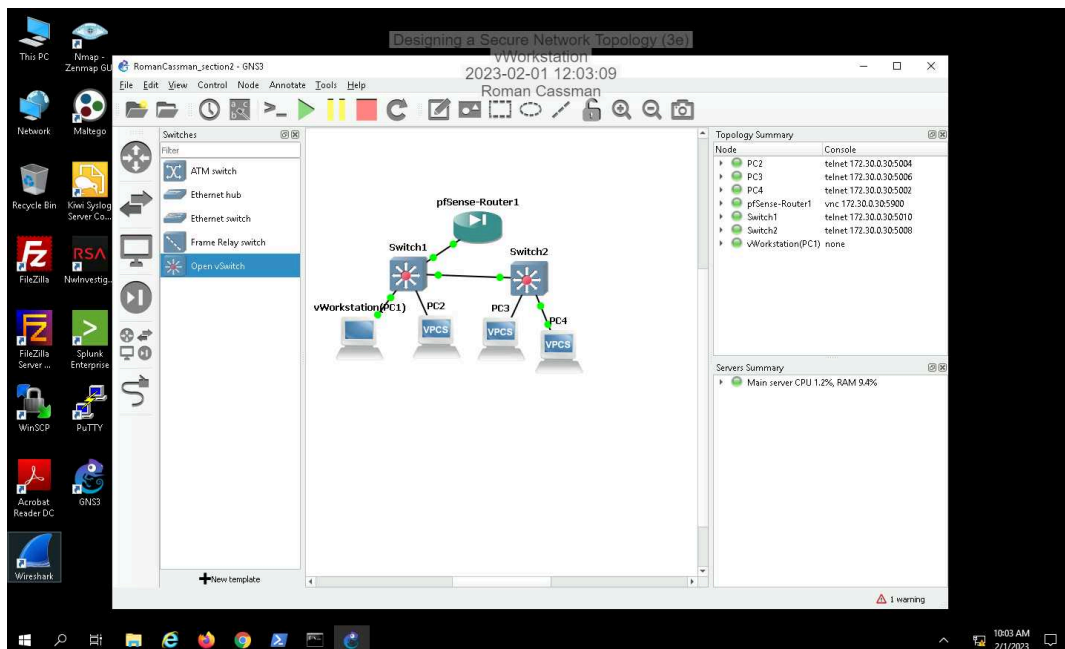 Designing a Secure Network Topology (3e)
vWorkstation
2023-02-01 12:03:09
Roman Cassman
This PC
Nmap -
Zenmap GU
Network
Maltego
Recycle Bin
Kiwi Syslog
Server Co...
FileZilla
RSA
NwInvestig...
FileZilla
Server ...
Splunk
Enterprise
WinSCP
PuTTY
Acrobat
Reader DC
GNS3
Wireshark
RomanCassman_section2 - GNS3
File Edit View Control Node Annotate Tools Help
Switches
Filter
ATM switch
Ethernet hub
Ethernet switch
Frame Relay switch
Open vSwitch
New template
pfSense-Router1
Switch1
Switch2
vWorkstation(PC1)
PC2
PC3
PC4
VPCS
VPCS
VPCS
Topology Summary
Node Console
PC2 telnet 172.30.0.30:5004
PC3 telnet 172.30.0.30:5006
PC4 telnet 172.30.0.30:5002
pfSense-Router1 vnc 172.30.0.30:5900
Switch1 telnet 172.30.0.30:5010
Switch2 telnet 172.30.0.30:5008
vWorkstation(PC1) none
Servers Summary
Main server CPU 1.2%, RAM 9.4%
1 warning
10:03 AM
2/1/2023